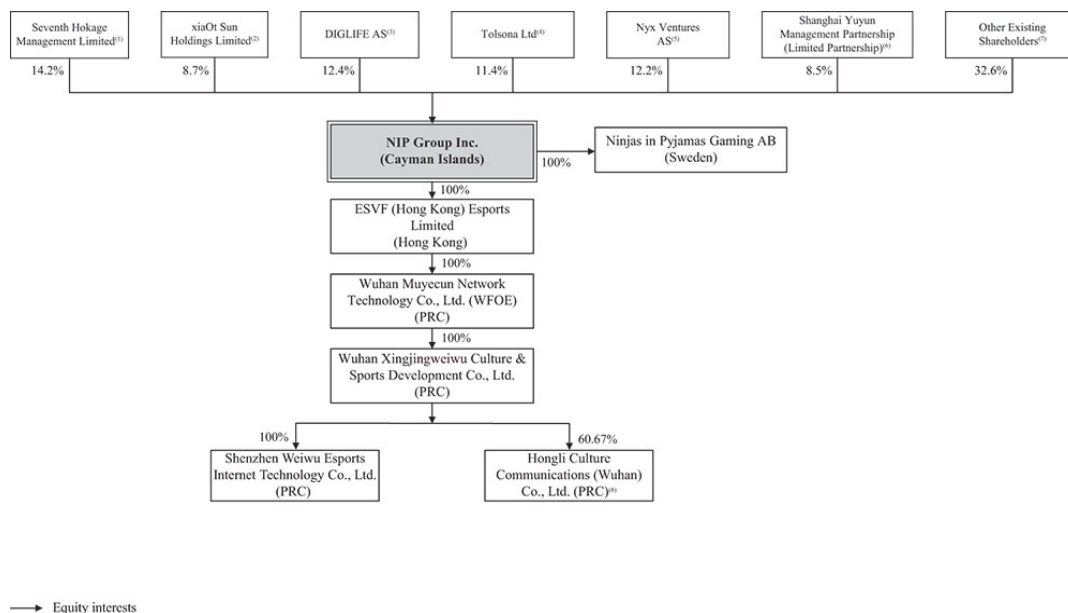 Seventh Hokage
Management Limited(1)
xiaOt Sun
Holdings Limited(2)
DIGLIFE AS(3)
Tolsona Ltd(4)
Nyx Ventures
AS(5)
Shanghai Yuyun
Management Partnership
(Limited Partnership)(6)
Other Existing
Shareholders(7)
14.2%
8.7%
12.4%
11.4%
12.2%
8.5%
32.6%
NIP Group Inc.
(Cayman Islands)
100%
Ninjas in Pyjamas Gaming AB
(Sweden)
100%
ESVF (Hong Kong) Esports
Limited
(Hong Kong)
100%
Wuhan Muyecun Network
Technology Co., Ltd. (WFOE)
(PRC)
100%
Wuhan Xingjingweiwu Culture &
Sports Development Co., Ltd.
(PRC)
100%
60.67%
Shenzhen Weiwu Esports
Internet Technology Co., Ltd.
(PRC)
Hongli Culture
Communications (Wuhan)
Co., Ltd. (PRC)
Equity interests